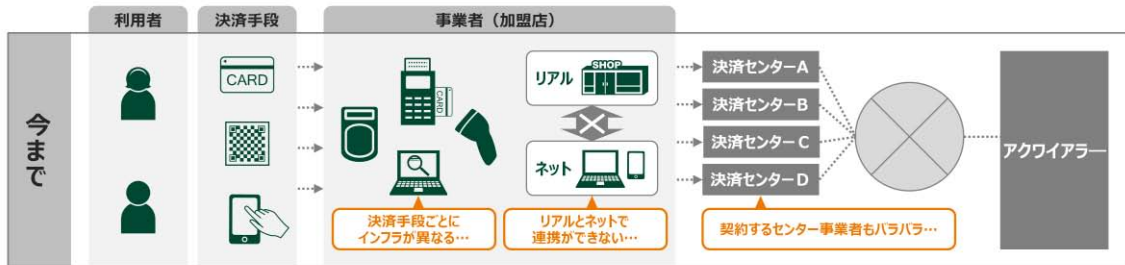 利用者
決済手段
事業者（加盟店）
今まで
CARD
CARD
リアル
SHOP
ネット
決済センターA
決済センターB
決済センターC
決済センターD
アクワイアラー
決済手段ごとに
インフラが異なる…
リアルとネットで
連携ができない…
契約するセンター事業者もバラバラ…